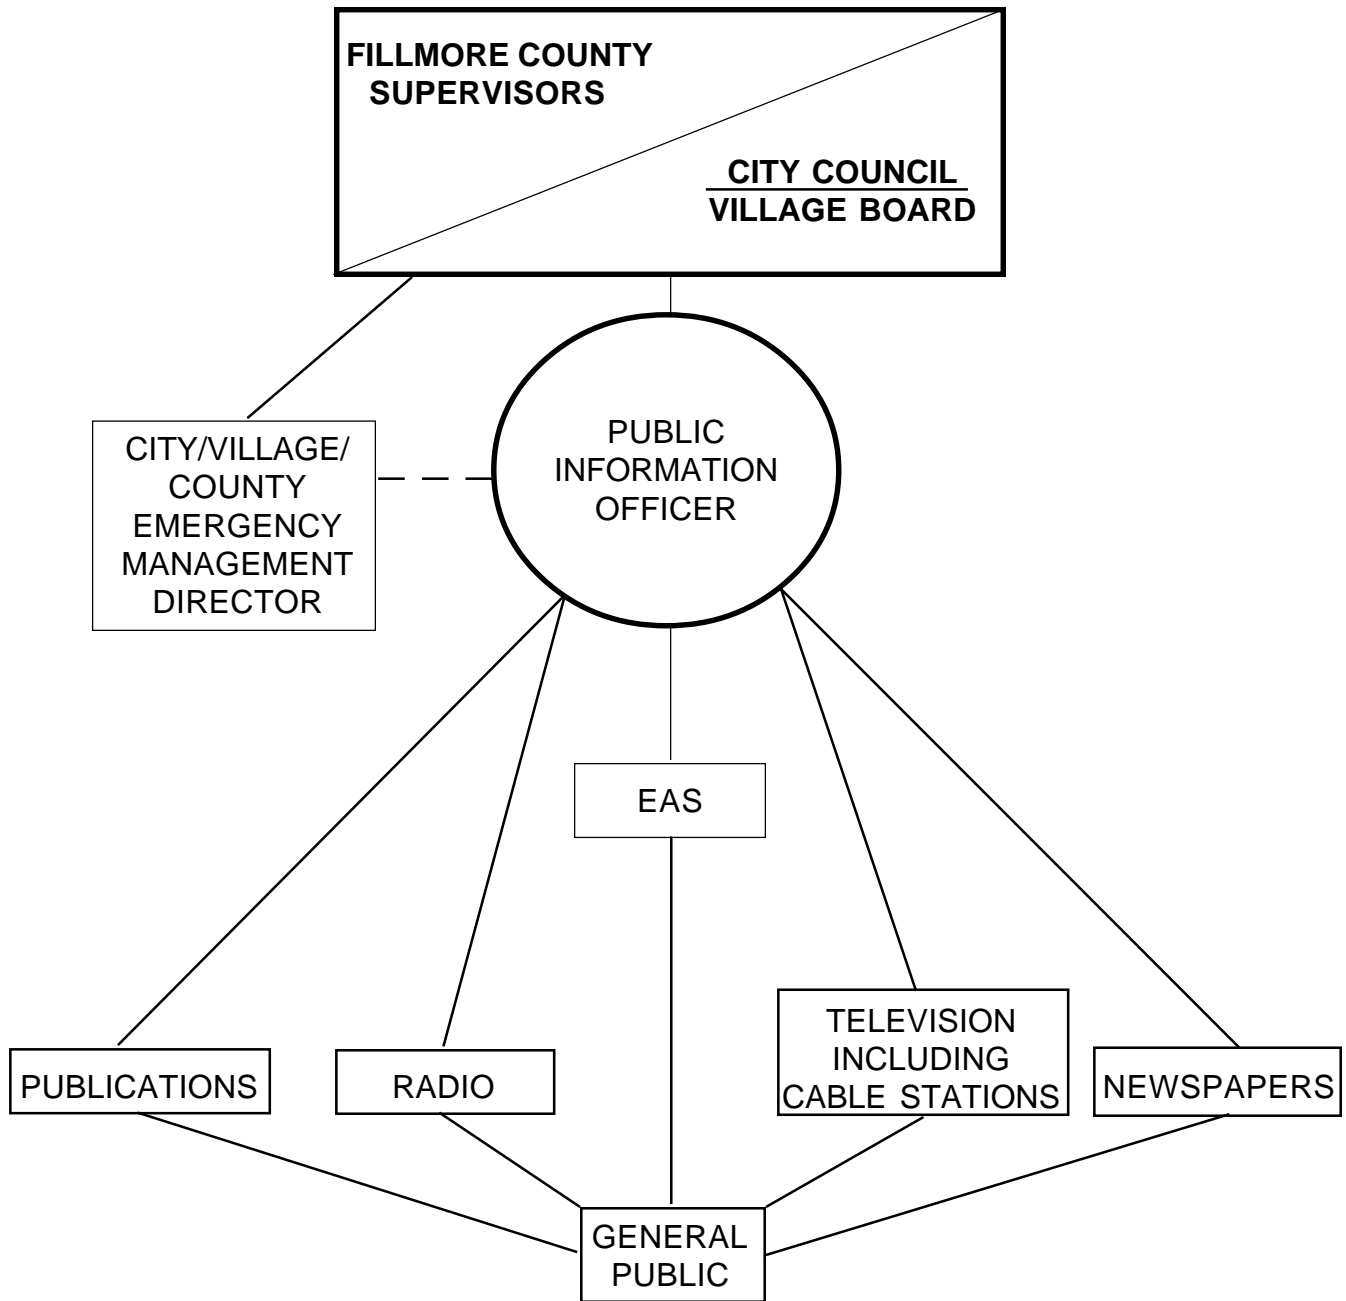 FILLMORE COUNTY
SUPERVISORS
CITY COUNCIL
VILLAGE BOARD
CITY/VILLAGE/
COUNTY
EMERGENCY
MANAGEMENT
DIRECTOR
PUBLIC
INFORMATION
OFFICER
EAS
PUBLICATIONS
RADIO
TELEVISION
INCLUDING
CABLE STATIONS
NEWSPAPERS
GENERAL
PUBLIC